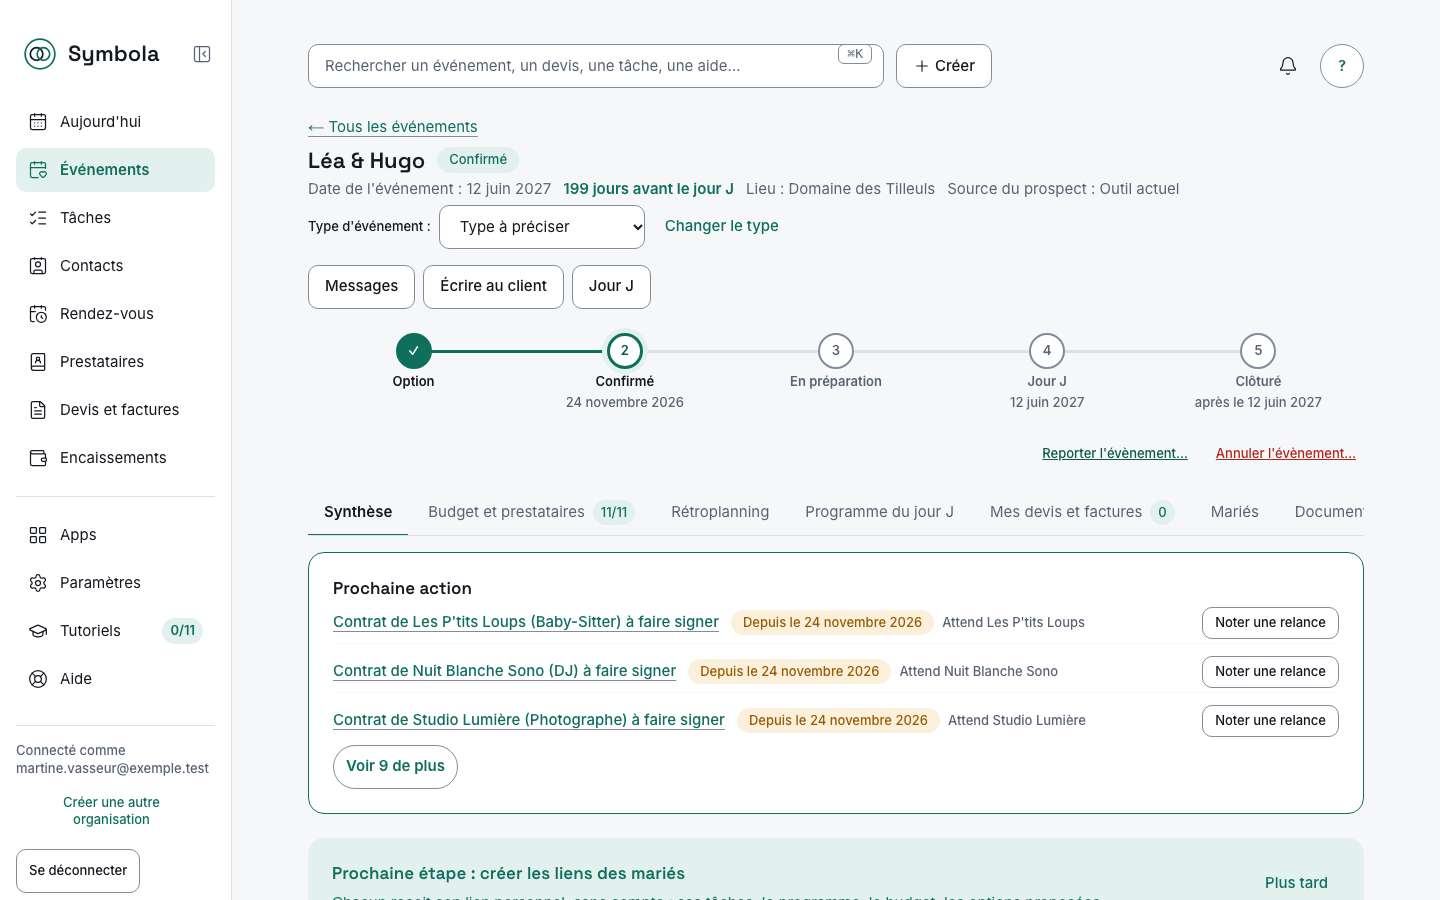 Symbola
Rechercher un événement, un devis, une tâche, une aide...
⌘K
+ Créer
?
Aujourd'hui
Événements
Tâches
Contacts
Rendez-vous
Prestataires
Devis et factures
Encaissements
Apps
Paramètres
Tutoriels 0/11
Aide
Connecté comme
martine.vasseur@exemple.test
Créer une autre
organisation
Se déconnecter
← Tous les événements
Léa & Hugo Confirmé
Date de l'événement : 12 juin 2027 199 jours avant le jour J Lieu : Domaine des Tilleuls Source du prospect : Outil actuel
Type d'événement : Type à préciser Changer le type
Messages Écrire au client Jour J
2 3 4 5
Option Confirmé En préparation Jour J Clôturé
24 novembre 2026 12 juin 2027 après le 12 juin 2027
Reporter l'évènement... Annuler l'évènement...
Synthèse Budget et prestataires 11/11 Rétroplanning Programme du jour J Mes devis et factures 0 Mariés Documen
Prochaine action
Contrat de Les P'tits Loups (Baby-Sitter) à faire signer Depuis le 24 novembre 2026 Attend Les P'tits Loups Noter une relance
Contrat de Nuit Blanche Sono (DJ) à faire signer Depuis le 24 novembre 2026 Attend Nuit Blanche Sono Noter une relance
Contrat de Studio Lumière (Photographe) à faire signer Depuis le 24 novembre 2026 Attend Studio Lumière Noter une relance
Voir 9 de plus
Prochaine étape : créer les liens des mariés
Plus tard